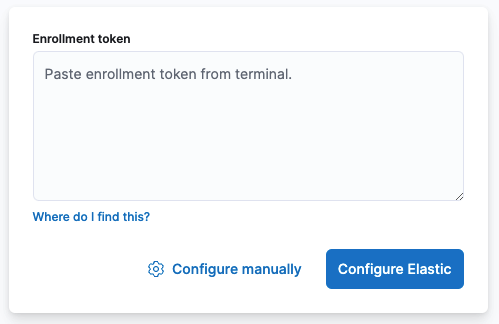 Enrollment token
Paste enrollment token from terminal.
Where do I find this?
Configure manually
Configure Elastic